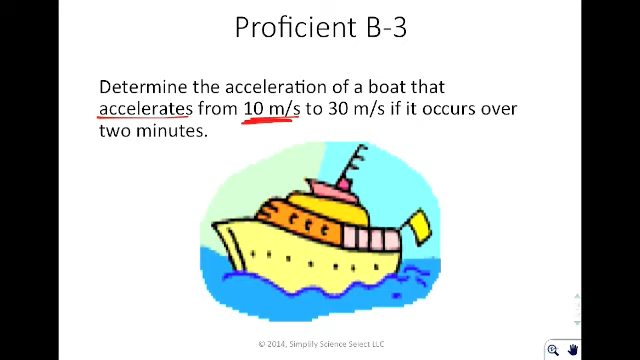 Proficient B-3
Determine the acceleration of a boat that
accelerates from 10 m/s to 30 m/s if it occurs over
two minutes.
© 2014, Simplify Science Select LLC